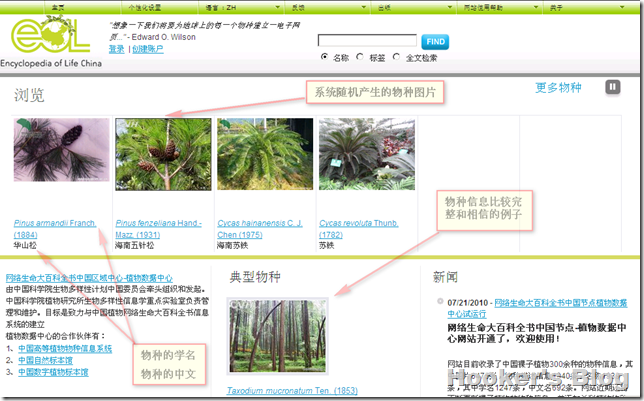 主页 个性化设置 语言：ZH 反馈 出版 网站使用帮助 关于
eol
Encyclopedia of Life China
"想象一下我们将要为地球上的每一个物种建立一电子网
页..." - Edward O. Wilson
登录 | 创建账户
FIND
名称 标签 全文检索
浏览
系统随机产生的物种图片
更多物种
Pinus armandii Franch.
(1884)
华山松
Pinus fenzeliana Hand.-
Mazz. (1931)
海南五针松
Cycas hainanensis C. J.
Chen (1975)
海南苏铁
Cycas revoluta Thunb.
(1782)
苏铁
物种信息比较完
整和相信的例子
网络生命大百科全书中国区域中心-植物数据中心
由中国科学院生物多样性计划中国委员会牵头组织和发起。
中国科学院植物研究所生物多样性信息学重点实验室负责管
理和维护。目标是致力与中国植物网络生命大百科全书信息
系统的建立
植物数据中心的合作伙伴有：
1、中国高等植物物种信息系统
2、中国自然标本馆
3、中国数字植物标本馆
物种的学名
物种的中文
典型物种
Taxodium mucronatum Ten. (1853)
新闻
07/21/2010 - 网络生命大百科全书中国节点植物数据
中心试运行
网络生命大百科全书中国节点-植物数据中
心网站开通了，欢迎使用！
网站目前收录了中国裸子植物300余种的物种信息，其
中，其中学名1247条，中文名692条。网站近期
Hooker's Blog